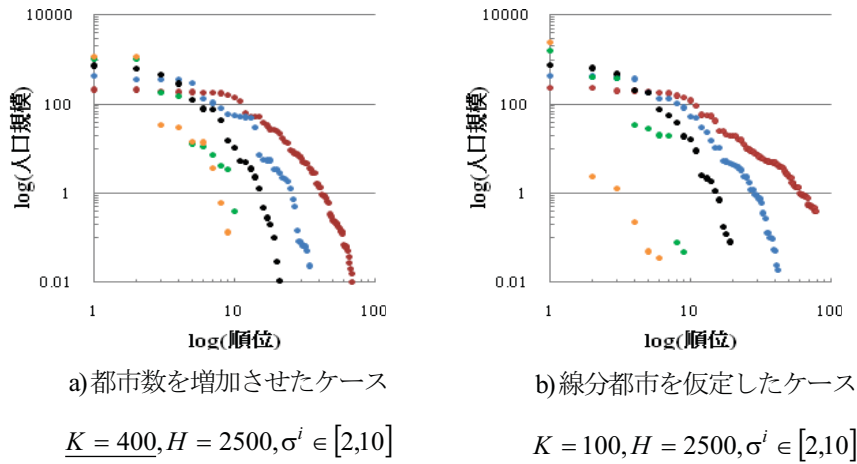 10000
100
1
0.01
log(人口規模)
1 10 100
log(順位)
a)都市数を増加させたケース
K = 400, H = 2500, σ^i ∈ [2,10]
10000
100
1
0.01
log(人口規模)
1 10 100
log(順位)
b)線分都市を仮定したケース
K = 100, H = 2500, σ^i ∈ [2,10]